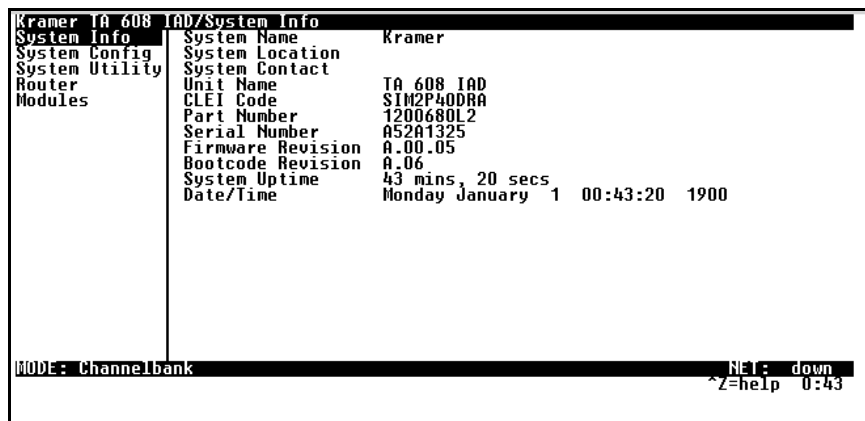 Kramer TA 608 IAD/System Info
System Info System Name Kramer
System Config System Location
System Utility System Contact
Router Unit Name TA 608 IAD
Modules CLEI Code SIM2P40DRA
Part Number 1200680L2
Serial Number A52A1325
Firmware Revision A.00.05
Bootcode Revision A.06
System Uptime 43 mins, 20 secs
Date/Time Monday January 1 00:43:20 1900
MODE: Channelbank NET: down
^Z=help 0:43